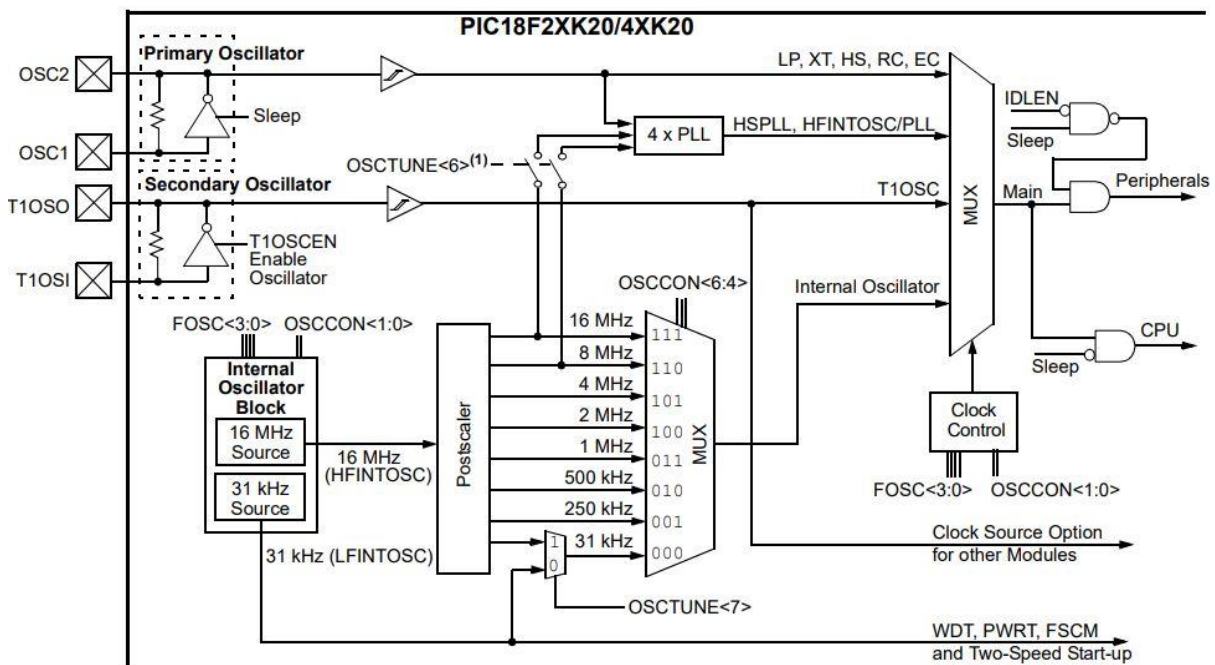 PIC18F2XK20/4XK20
Primary Oscillator
OSC2
Sleep
OSC1
LP, XT, HS, RC, EC
4 x PLL
HSPLL, HFINTOSC/PLL
OSCTUNE<6>(1)
IDLEN
Sleep
Secondary Oscillator
T1OSO
T1OSCEN
Enable
Oscillator
T1OSI
T1OSC
MUX
Main
Peripherals
OSCCON<6:4>
Internal Oscillator
FOSC<3:0>
OSCCON<1:0>
Internal
Oscillator
Block
16 MHz
Source
31 kHz
Source
16 MHz
(HFINTOSC)
31 kHz (LFINTOSC)
Postscaler
16 MHz
111
8 MHz
110
4 MHz
101
2 MHz
100
1 MHz
011
500 kHz
010
250 kHz
001
31 kHz
000
1
0
MUX
OSCTUNE<7>
CPU
Sleep
Clock
Control
FOSC<3:0>
OSCCON<1:0>
Clock Source Option
for other Modules
WDT, PWRT, FSCM
and Two-Speed Start-up